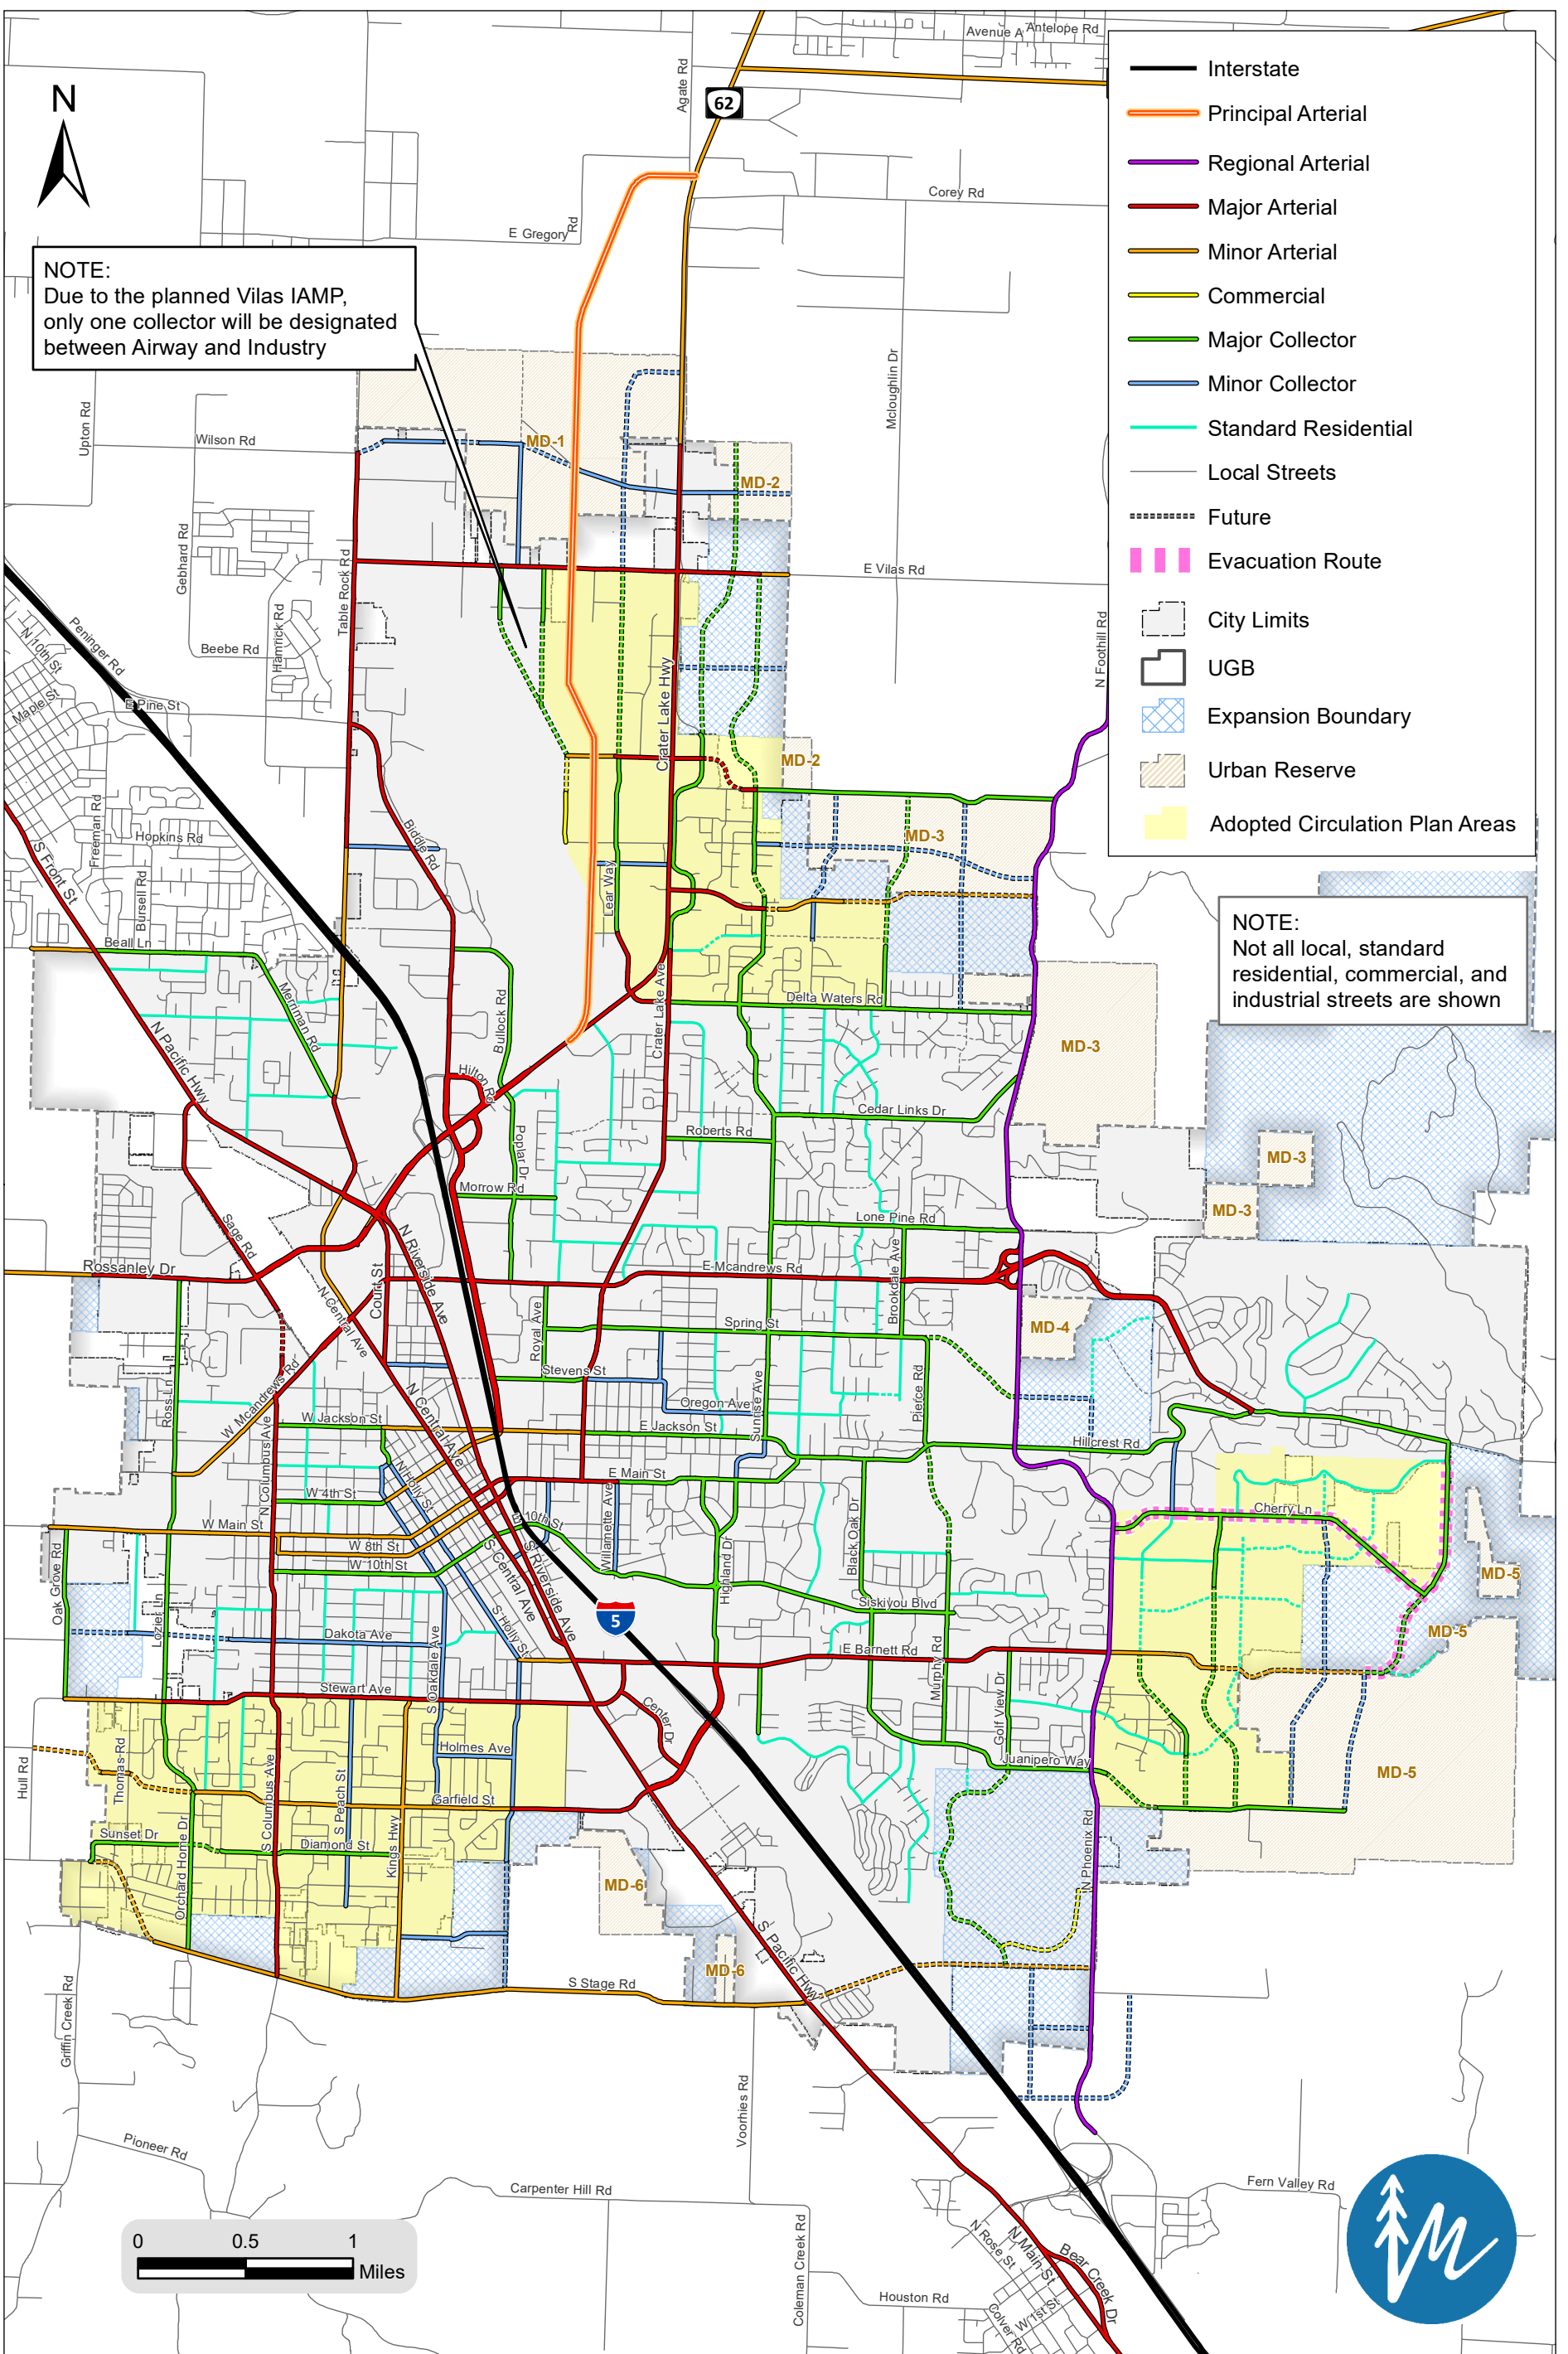 Avenue A
Antelope Rd
Agate Rd
62
N
Corey Rd
E Gregory Rd
NOTE:
Due to the planned Vilas IAMP,
only one collector will be designated
between Airway and Industry
Interstate
Principal Arterial
Regional Arterial
Major Arterial
Minor Arterial
Commercial
Major Collector
Minor Collector
Standard Residential
Local Streets
Future
Evacuation Route
City Limits
UGB
Expansion Boundary
Urban Reserve
Adopted Circulation Plan Areas
Mcloughlin Dr
Upton Rd
Wilson Rd
MD-1
MD-2
Gebhard Rd
Table Rock Rd
E Vilas Rd
Hamrick Rd
Peninger Rd
N 10th St
Beebe Rd
N Foothill Rd
Maple St
E Pine St
Crater Lake Hwy
MD-2
Freeman Rd
Hopkins Rd
Biddle Rd
MD-3
S Front St
Bursell Rd
Lear Way
NOTE:
Not all local, standard
residential, commercial, and
industrial streets are shown
Beall Ln
Merriman Rd
Bullock Rd
Delta Waters Rd
N Pacific Hwy
Crater Lake Ave
MD-3
Hilton Rd
Cedar Links Dr
Poplar Dr
Roberts Rd
MD-3
Morrow Rd
MD-3
Sage Rd
Lone Pine Rd
N Riverside Ave
Rossanley Dr
Court St
E Mcandrews Rd
Brookdale Ave
N Central Ave
Royal Ave
Spring St
MD-4
W Mcandrews Rd
Stevens St
Ross Ln
N Central Ave
Oregon Ave
Sunrise Ave
Pierce Rd
W Jackson St
E Jackson St
Hillcrest Rd
N Columbus Ave
N Holly St
E Main St
W 4th St
Cherry Ln
W Main St
E 10th St
Willamette Ave
Black Oak Dr
W 8th St
W 10th St
S Central Ave
S Riverside Ave
Highland Dr
Oak Grove Rd
MD-5
Siskiyou Blvd
5
Lozier Ln
S Holly St
MD-5
Dakota Ave
S Oakdale Ave
E Barnett Rd
Murphy Rd
Stewart Ave
Golf View Dr
Center Dr
Thomas Rd
Holmes Ave
Juanipero Way
Hull Rd
MD-5
S Columbus Ave
S Peach St
Garfield St
Sunset Dr
Orchard Home Dr
Diamond St
Kings Hwy
N Phoenix Rd
MD-6
S Pacific Hwy
MD-6
S Stage Rd
Griffin Creek Rd
Voorhies Rd
Pioneer Rd
Carpenter Hill Rd
Fern Valley Rd
Coleman Creek Rd
N Rose St
N Main St
Bear Creek Dr
0 0.5 1
Miles
Houston Rd
W 1st St
Colver Rd